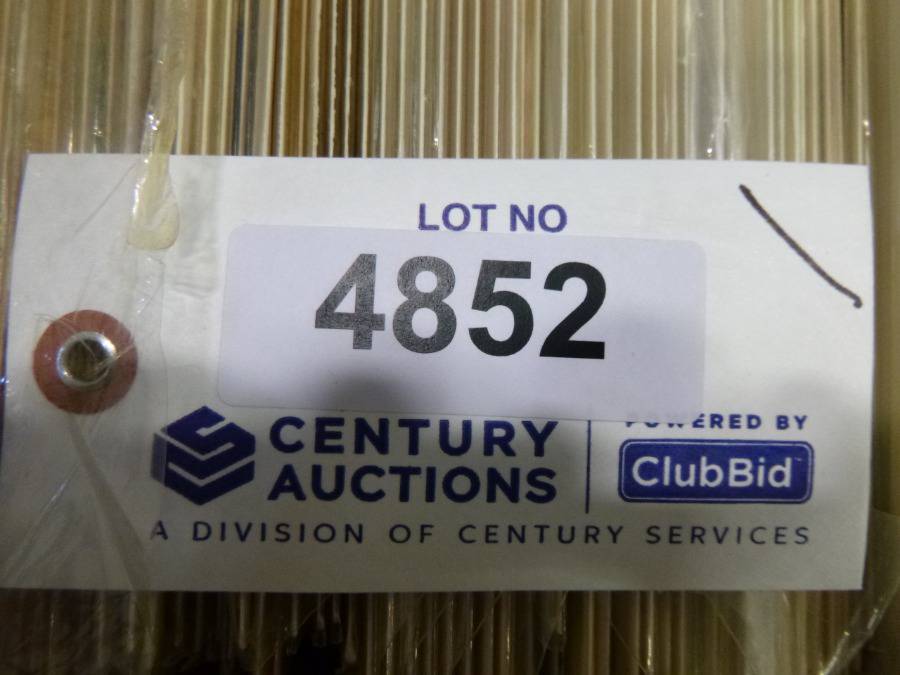 LOT NO
4852
CENTURY
AUCTIONS
POWERED BY
ClubBid
A DIVISION OF CENTURY SERVICES